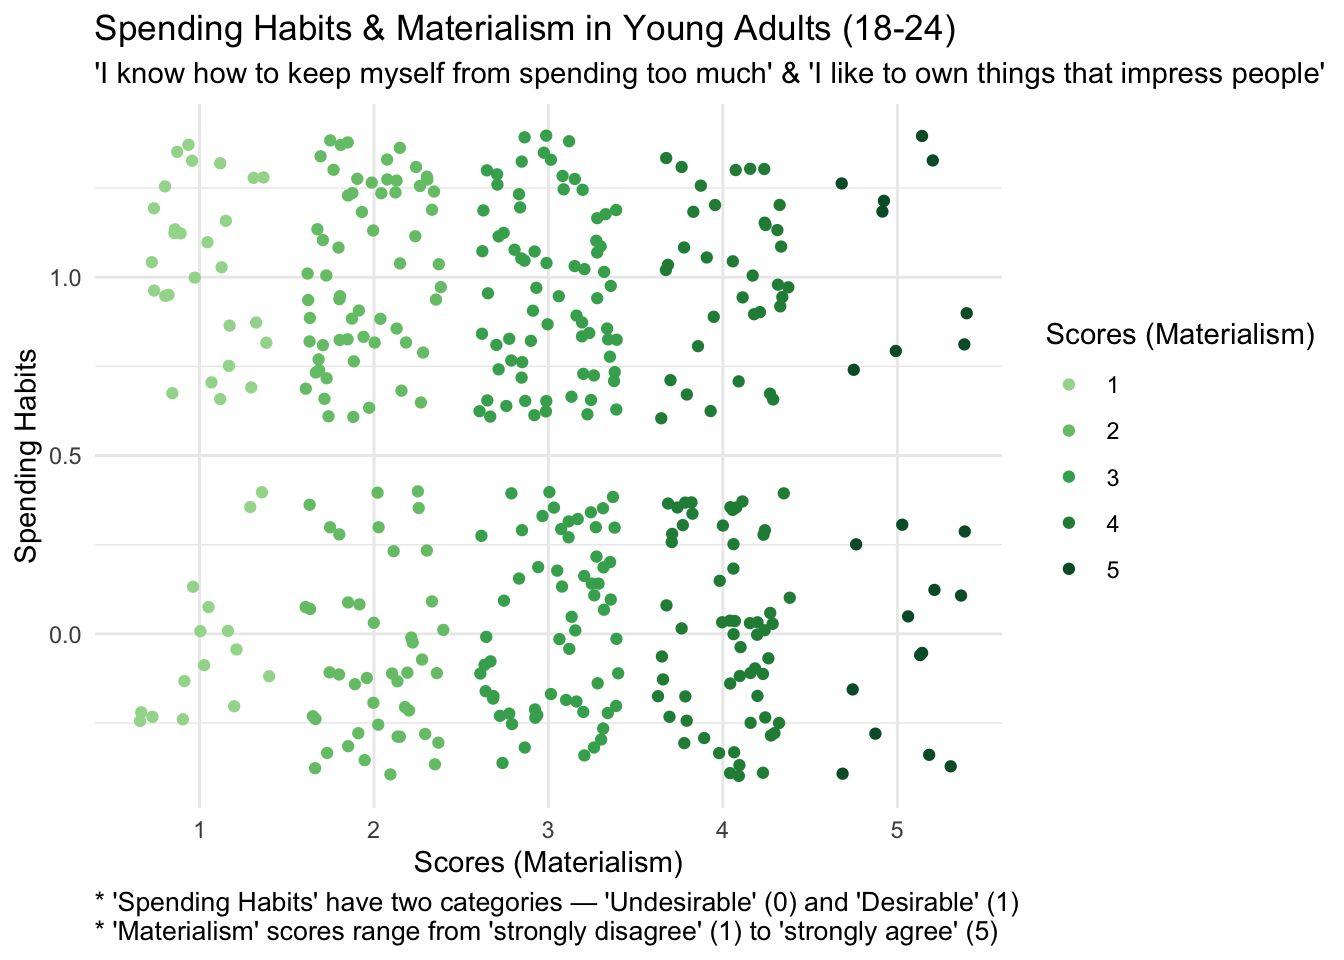 Spending Habits & Materialism in Young Adults (18-24)
'I know how to keep myself from spending too much' & 'I like to own things that impress people'
Spending Habits
1.0
0.5
0.0
1
2
3
4
5
Scores (Materialism)
Scores (Materialism)
1
2
3
4
5
* 'Spending Habits' have two categories — 'Undesirable' (0) and 'Desirable' (1)
* 'Materialism' scores range from 'strongly disagree' (1) to 'strongly agree' (5)